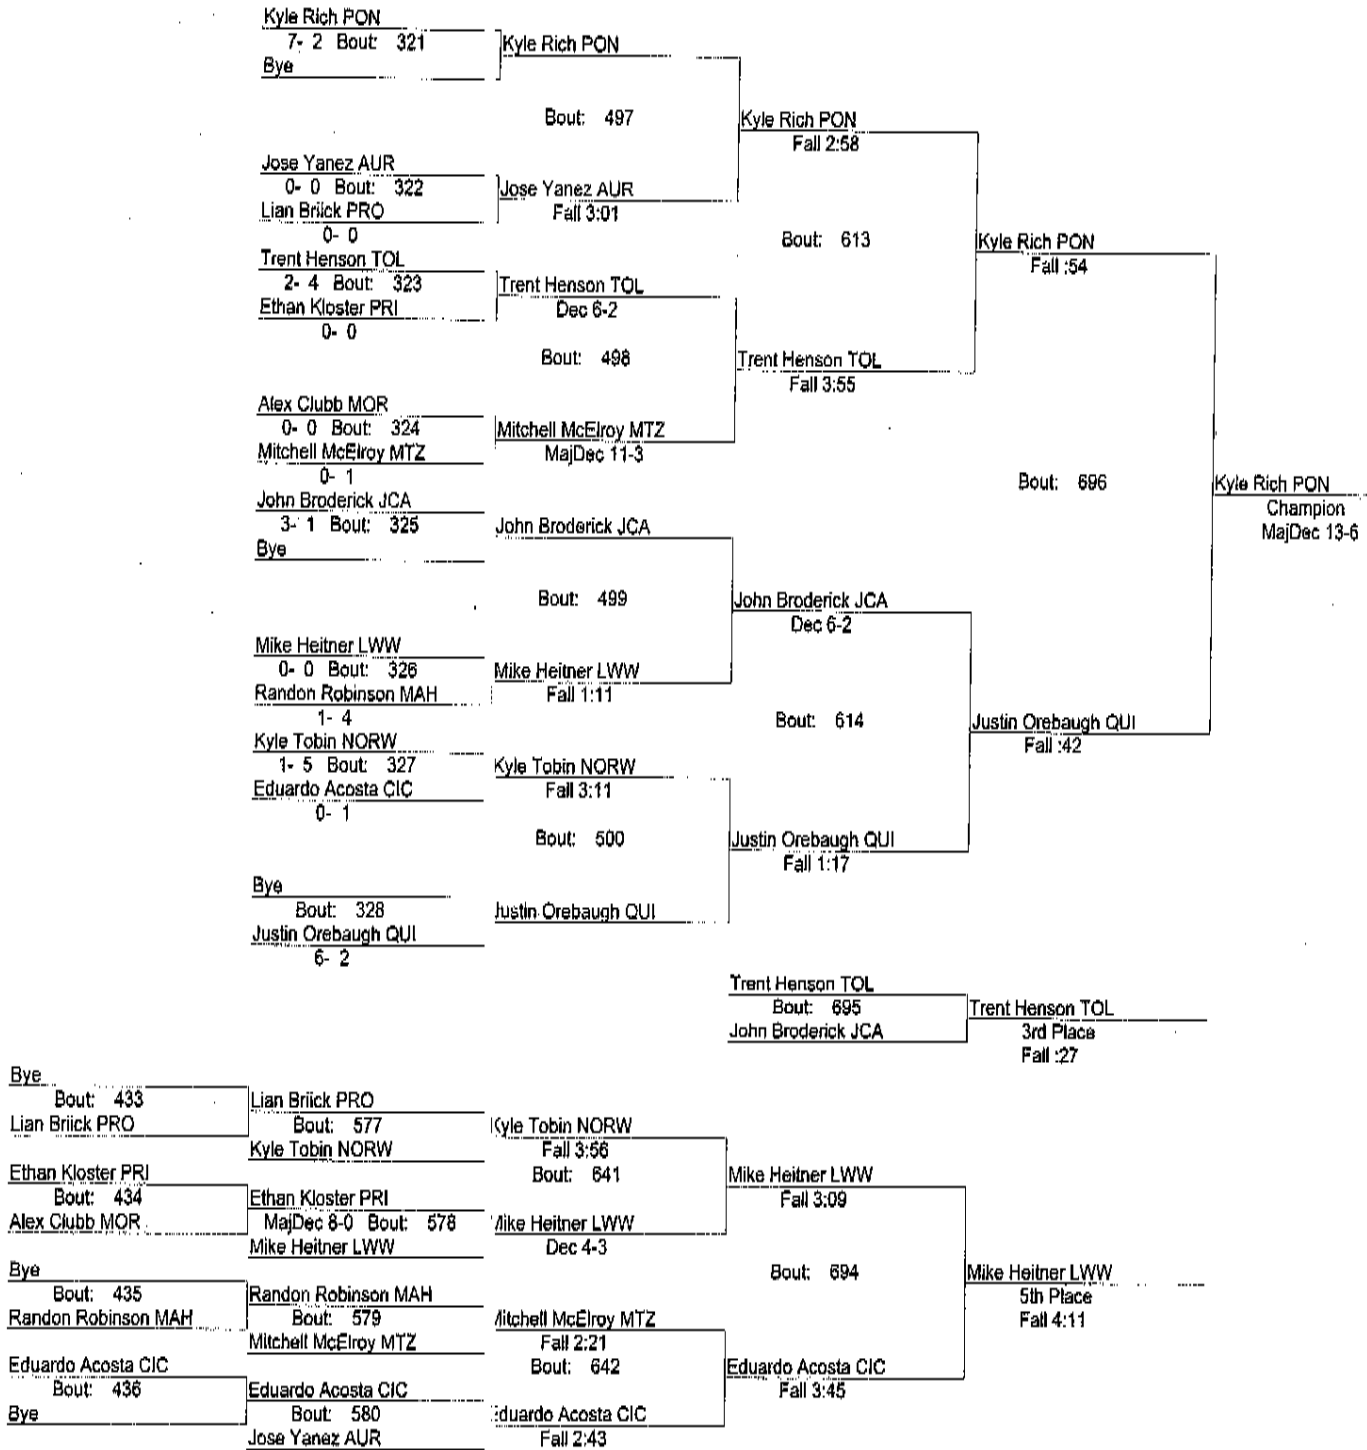 Kyle Rich PON
7- 2 Bout: 321
Kyle Rich PON
Bye
Bout: 497
Kyle Rich PON
Fall 2:58
Jose Yanez AUR
0- 0 Bout: 322
Jose Yanez AUR
Lian Briick PRO
Fall 3:01
0- 0
Bout: 613
Kyle Rich PON
Fall :54
Trent Henson TOL
2- 4 Bout: 323
Trent Henson TOL
Ethan Kloster PRI
Dec 6-2
0- 0
Bout: 498
Trent Henson TOL
Fall 3:55
Alex Clubb MOR
0- 0 Bout: 324
Mitchell McElroy MTZ
Mitchell McElroy MTZ
MajDec 11-3
0- 1
Bout: 696
Kyle Rich PON
Champion
MajDec 13-6
John Broderick JCA
3- 1 Bout: 325
John Broderick JCA
Bye
Bout: 499
John Broderick JCA
Dec 6-2
Mike Heitner LWW
0- 0 Bout: 326
Mike Heitner LWW
Randon Robinson MAH
Fall 1:11
1- 4
Bout: 614
Justin Orebaugh QUI
Fall :42
Kyle Tobin NORW
1- 5 Bout: 327
Kyle Tobin NORW
Eduardo Acosta CIC
Fall 3:11
0- 1
Bout: 500
Justin Orebaugh QUI
Fall 1:17
Bye
Bout: 328
Justin Orebaugh QUI
Justin Orebaugh QUI
6- 2
Trent Henson TOL
Bout: 695
Trent Henson TOL
John Broderick JCA
3rd Place
Fall :27
Bye
Bout: 433
Lian Briick PRO
Lian Briick PRO
Bout: 577
Kyle Tobin NORW
Kyle Tobin NORW
Fall 3:56
Bout: 641
Mike Heitner LWW
Fall 3:09
Ethan Kloster PRI
Bout: 434
Ethan Kloster PRI
Alex Clubb MOR
MajDec 8-0 Bout: 578
Mike Heitner LWW
Mike Heitner LWW
Dec 4-3
Bout: 694
Mike Heitner LWW
5th Place
Fall 4:11
Bye
Bout: 435
Randon Robinson MAH
Randon Robinson MAH
Bout: 579
Mitchell McElroy MTZ
Mitchell McElroy MTZ
Fall 2:21
Bout: 642
Eduardo Acosta CIC
Fall 3:45
Eduardo Acosta CIC
Bout: 436
Eduardo Acosta CIC
Bye
Bout: 580
Eduardo Acosta CIC
Jose Yanez AUR
Fall 2:43